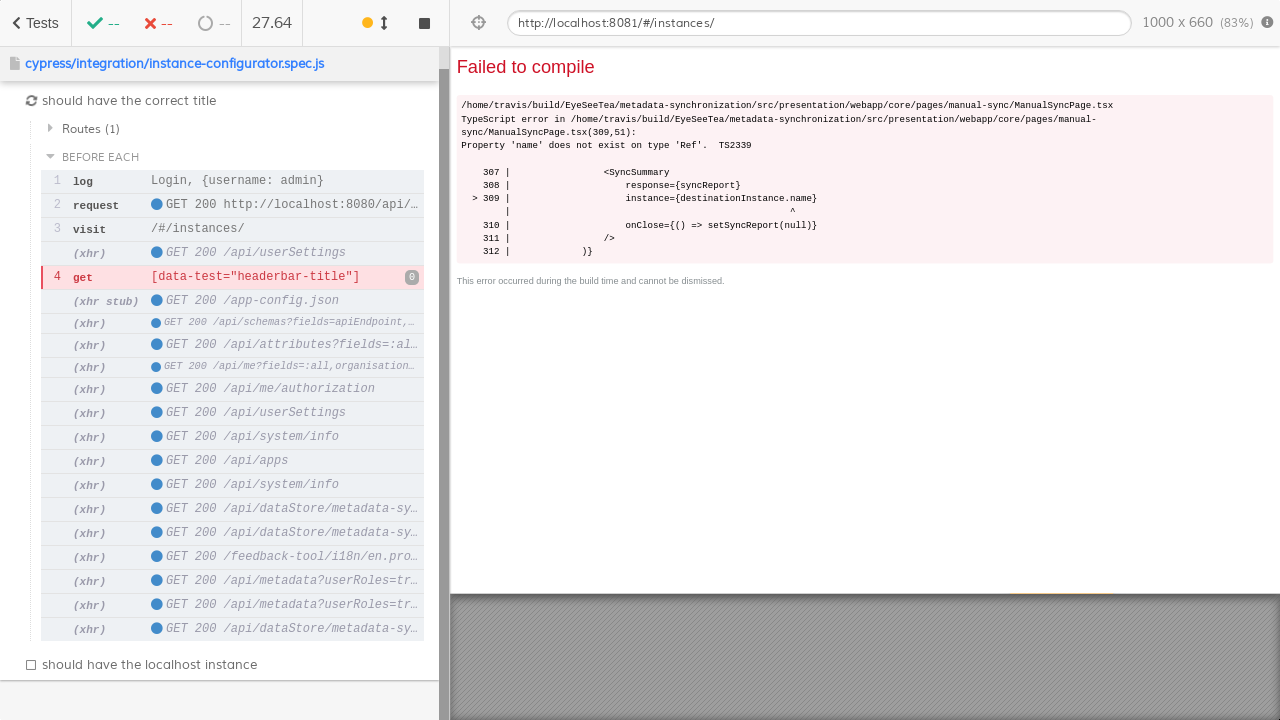 Tests -- -- -- 27.64
cypress/integration/instance-configurator.spec.js
should have the correct title
Routes (1)
BEFORE EACH
1 log Login, {username: admin}
2 request GET 200 http://localhost:8080/api/…
3 visit /#/instances/
(xhr) GET 200 /api/userSettings
4 get [data-test="headerbar-title"] 0
(xhr stub) GET 200 /app-config.json
(xhr) GET 200 /api/schemas?fields=apiEndpoint,…
(xhr) GET 200 /api/attributes?fields=:al…
(xhr) GET 200 /api/me?fields=:all,organisation…
(xhr) GET 200 /api/me/authorization
(xhr) GET 200 /api/userSettings
(xhr) GET 200 /api/system/info
(xhr) GET 200 /api/apps
(xhr) GET 200 /api/system/info
(xhr) GET 200 /api/dataStore/metadata-sy…
(xhr) GET 200 /api/dataStore/metadata-sy…
(xhr) GET 200 /feedback-tool/i18n/en.pro…
(xhr) GET 200 /api/metadata?userRoles=tr…
(xhr) GET 200 /api/metadata?userRoles=tr…
(xhr) GET 200 /api/dataStore/metadata-sy…
should have the localhost instance
http://localhost:8081/#/instances/ 1000 x 660 (83%)
Failed to compile
/home/travis/build/EyeSeeTea/metadata-synchronization/src/presentation/webapp/core/pages/manual-sync/ManualSyncPage.tsx
TypeScript error in /home/travis/build/EyeSeeTea/metadata-synchronization/src/presentation/webapp/core/pages/manual-
sync/ManualSyncPage.tsx(309,51):
Property 'name' does not exist on type 'Ref'.  TS2339
307 | <SyncSummary
308 | response={syncReport}
> 309 | instance={destinationInstance.name}
| ^
310 | onClose={() => setSyncReport(null)}
311 | />
312 | )}
This error occurred during the build time and cannot be dismissed.